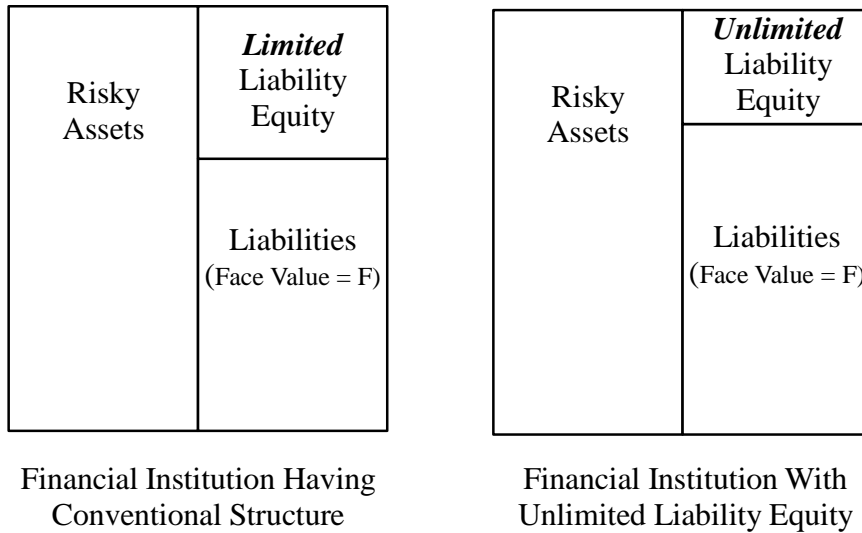 Risky
Assets
Limited
Liability
Equity
Liabilities
(Face Value = F)
Financial Institution Having
Conventional Structure
Risky
Assets
Unlimited
Liability
Equity
Liabilities
(Face Value = F)
Financial Institution With
Unlimited Liability Equity